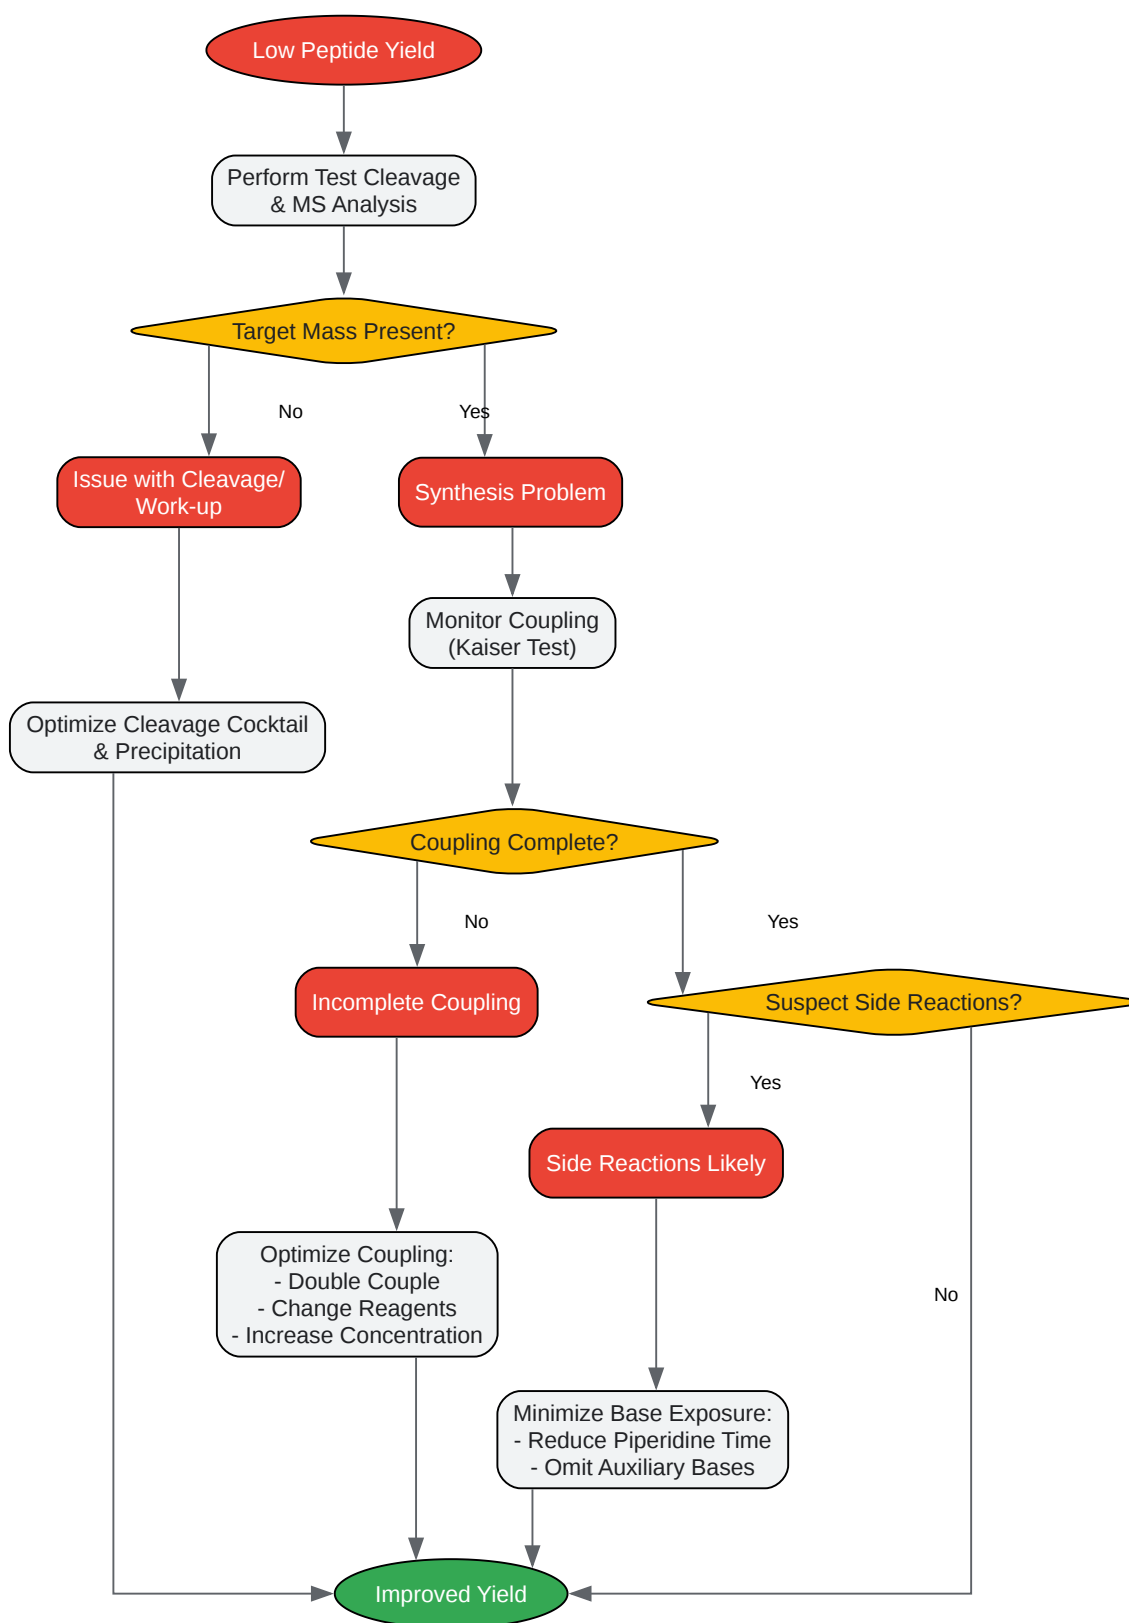 Low Peptide Yield
Perform Test Cleavage
& MS Analysis
Target Mass Present?
No
Yes
Issue with Cleavage/
Work-up
Synthesis Problem
Monitor Coupling
(Kaiser Test)
Optimize Cleavage Cocktail
& Precipitation
Coupling Complete?
No
Yes
Incomplete Coupling
Suspect Side Reactions?
Yes
Side Reactions Likely
Optimize Coupling:
- Double Couple
- Change Reagents
- Increase Concentration
No
Minimize Base Exposure:
- Reduce Piperidine Time
- Omit Auxiliary Bases
Improved Yield